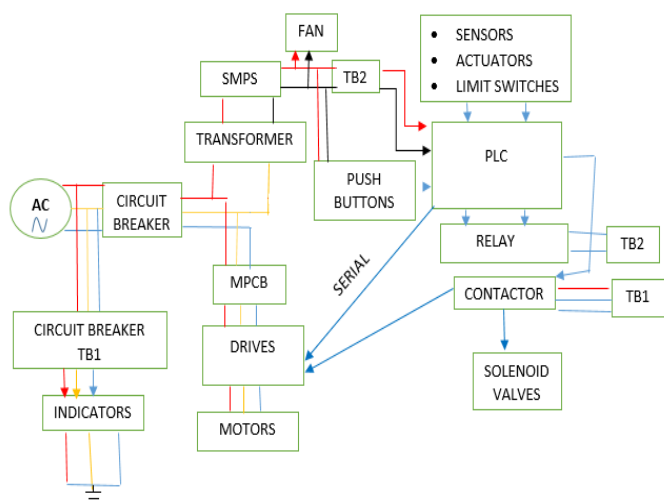 FAN
• SENSORS
• ACTUATORS
• LIMIT SWITCHES
SMPS
TB2
TRANSFORMER
PLC
PUSH
BUTTONS
AC
CIRCUIT
BREAKER
RELAY
TB2
MPCB
SERIAL
CONTACTOR
TB1
CIRCUIT BREAKER
TB1
DRIVES
SOLENOID
VALVES
INDICATORS
MOTORS